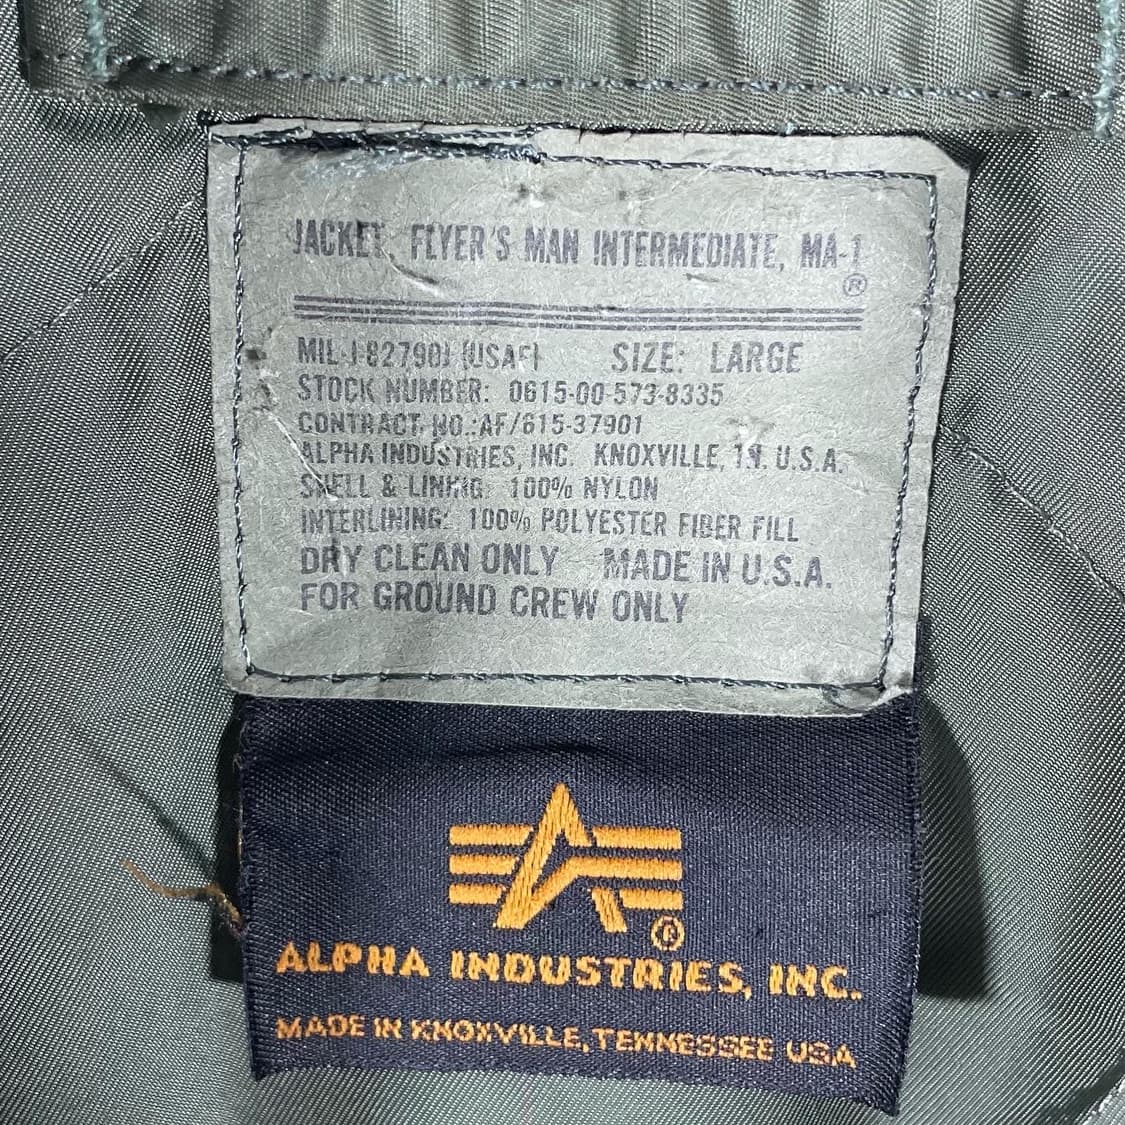 JACKET, FLYER'S MAN INTERMEDIATE, MA-1
®
MIL-J-82790J (USAF) SIZE: LARGE
STOCK NUMBER: 0615-00-573-8335
CONTRACT. NO.:AF/615-37901
ALPHA INDUSTRIES, INC. KNOXVILLE, TN. U.S.A.
SHELL & LINING: 100% NYLON
INTERLINING: 100% POLYESTER FIBER FILL
DRY CLEAN ONLY MADE IN U.S.A.
FOR GROUND CREW ONLY
®
ALPHA INDUSTRIES, INC.
MADE IN KNOXVILLE, TENNESSEE USA